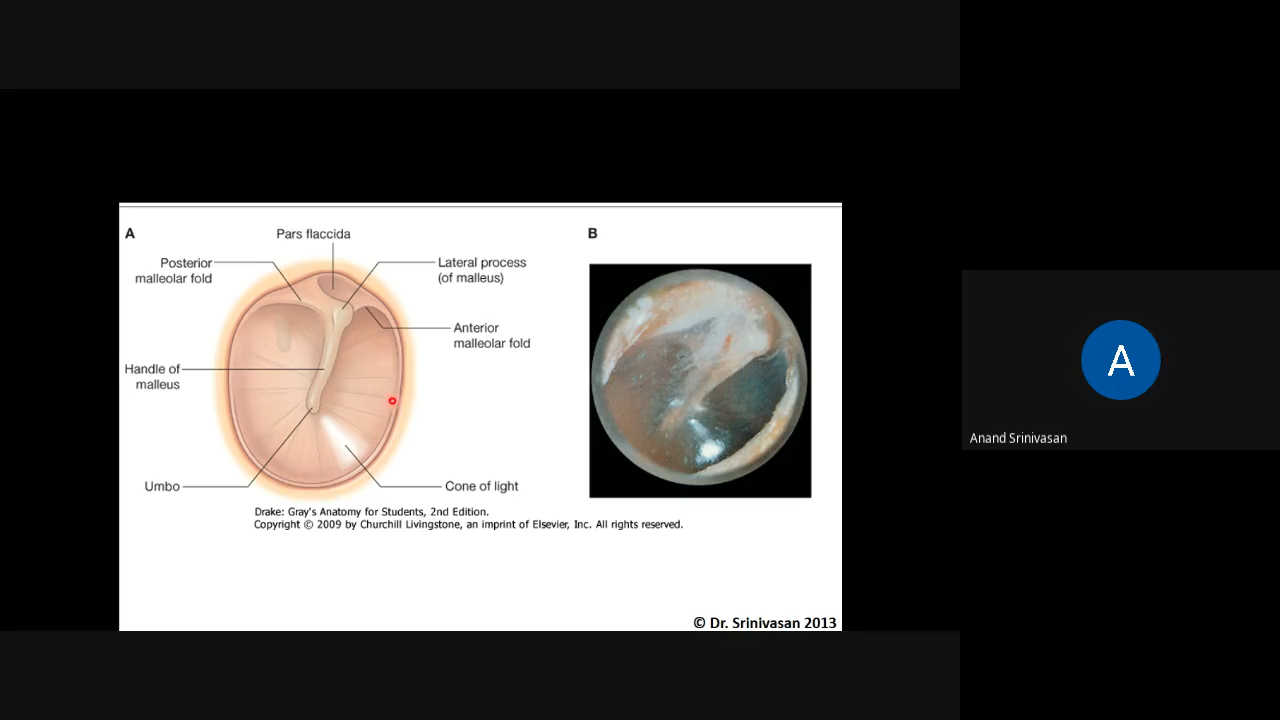 A
Pars flaccida
B
Posterior
malleolar fold
Lateral process
(of malleus)
Anterior
malleolar fold
Handle of
malleus
Umbo
Cone of light
Drake: Gray's Anatomy for Students, 2nd Edition.
Copyright © 2009 by Churchill Livingstone, an imprint of Elsevier, Inc. All rights reserved.
© Dr. Srinivasan 2013
A
Anand Srinivasan